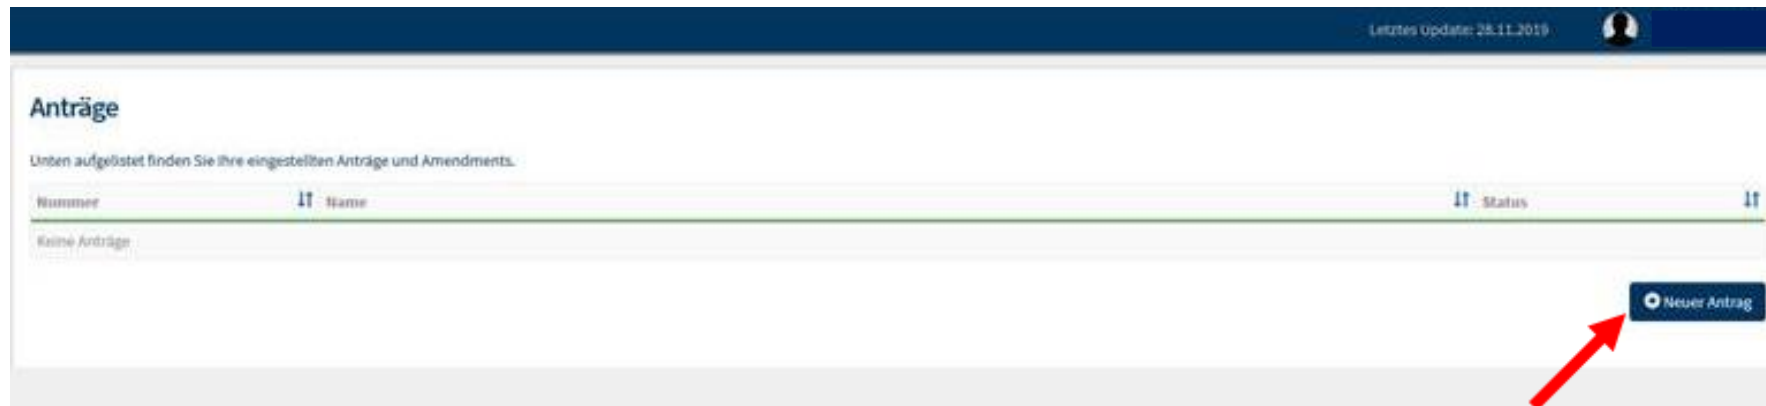 Letztes Update: 28.11.2019
Anträge
Unten aufgelistet finden Sie Ihre eingestellten Anträge und Amendments.
Nummer Name Status
Keine Anträge
Neuer Antrag